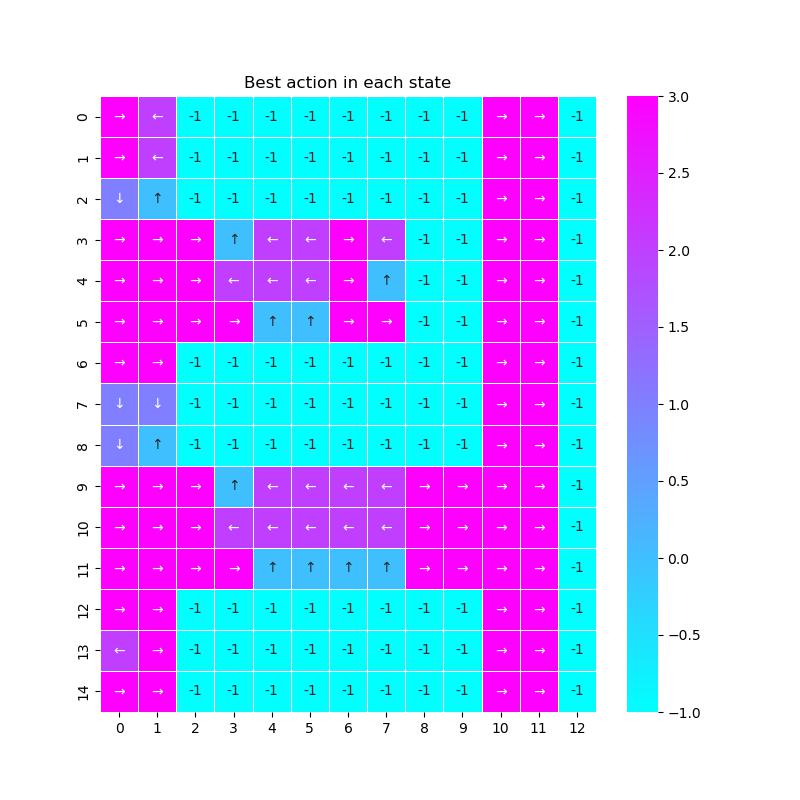 Best action in each state
0 → ← -1 -1 -1 -1 -1 -1 -1 -1 → → -1 3.0
1 → ← -1 -1 -1 -1 -1 -1 -1 -1 → → -1 2.5
2 ↓ ↑ -1 -1 -1 -1 -1 -1 -1 -1 → → -1
3 → → → ↑ ← ← → ← -1 -1 → → -1 2.0
4 → → → ← ← ← → ↑ -1 -1 → → -1
5 → → → → ↑ ↑ → → -1 -1 → → -1 1.5
6 → → -1 -1 -1 -1 -1 -1 -1 -1 → → -1
7 ↓ ↓ -1 -1 -1 -1 -1 -1 -1 -1 → → -1 1.0
8 ↓ ↑ -1 -1 -1 -1 -1 -1 -1 -1 → → -1
9 → → → ↑ ← ← ← ← → → → → -1 0.5
10 → → → ← ← ← ← ← → → → → -1
11 → → → → ↑ ↑ ↑ ↑ → → → → -1 0.0
12 → → -1 -1 -1 -1 -1 -1 -1 -1 → → -1
13 ← → -1 -1 -1 -1 -1 -1 -1 -1 → → -1 −0.5
14 → → -1 -1 -1 -1 -1 -1 -1 -1 → → -1 −1.0
0 1 2 3 4 5 6 7 8 9 10 11 12